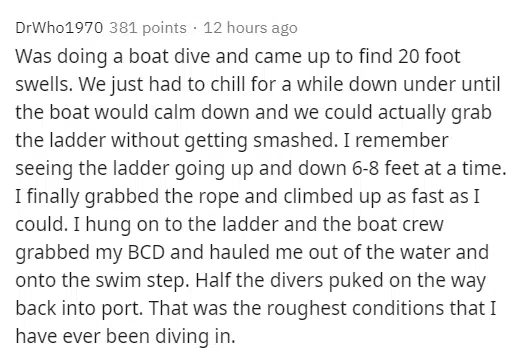 DrWho1970 381 points · 12 hours ago
Was doing a boat dive and came up to find 20 foot
swells. We just had to chill for a while down under until
the boat would calm down and we could actually grab
the ladder without getting smashed. I remember
seeing the ladder going up and down 6-8 feet at a time.
I finally grabbed the rope and climbed up as fast as I
could. I hung on to the ladder and the boat crew
grabbed my BCD and hauled me out of the water and
onto the swim step. Half the divers puked on the way
back into port. That was the roughest conditions that I
have ever been diving in.